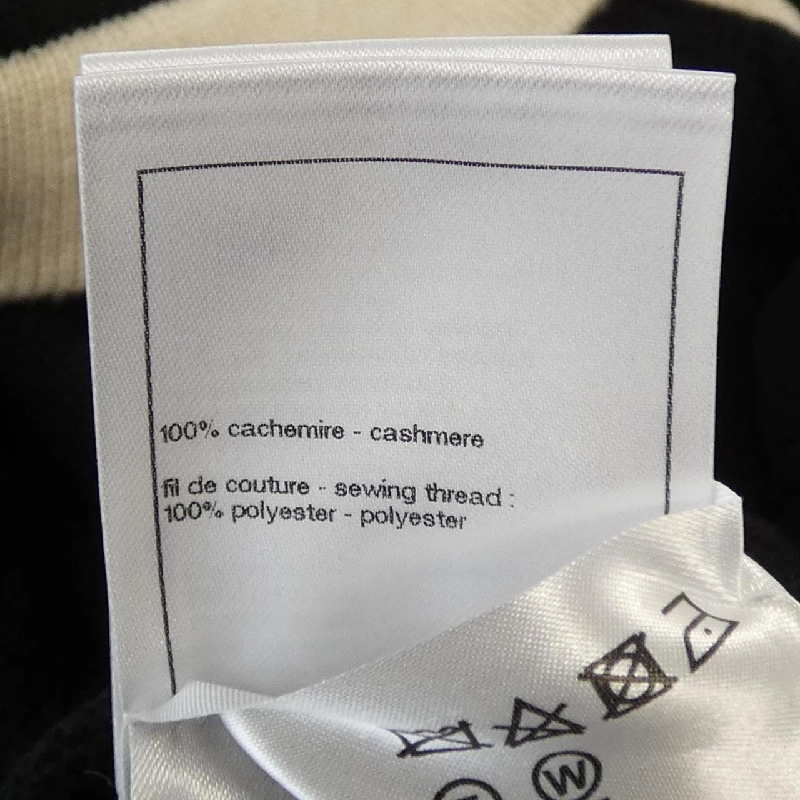 100% cachemire - cashmere
fil de couture - sewing thread :
100% polyester - polyester
W